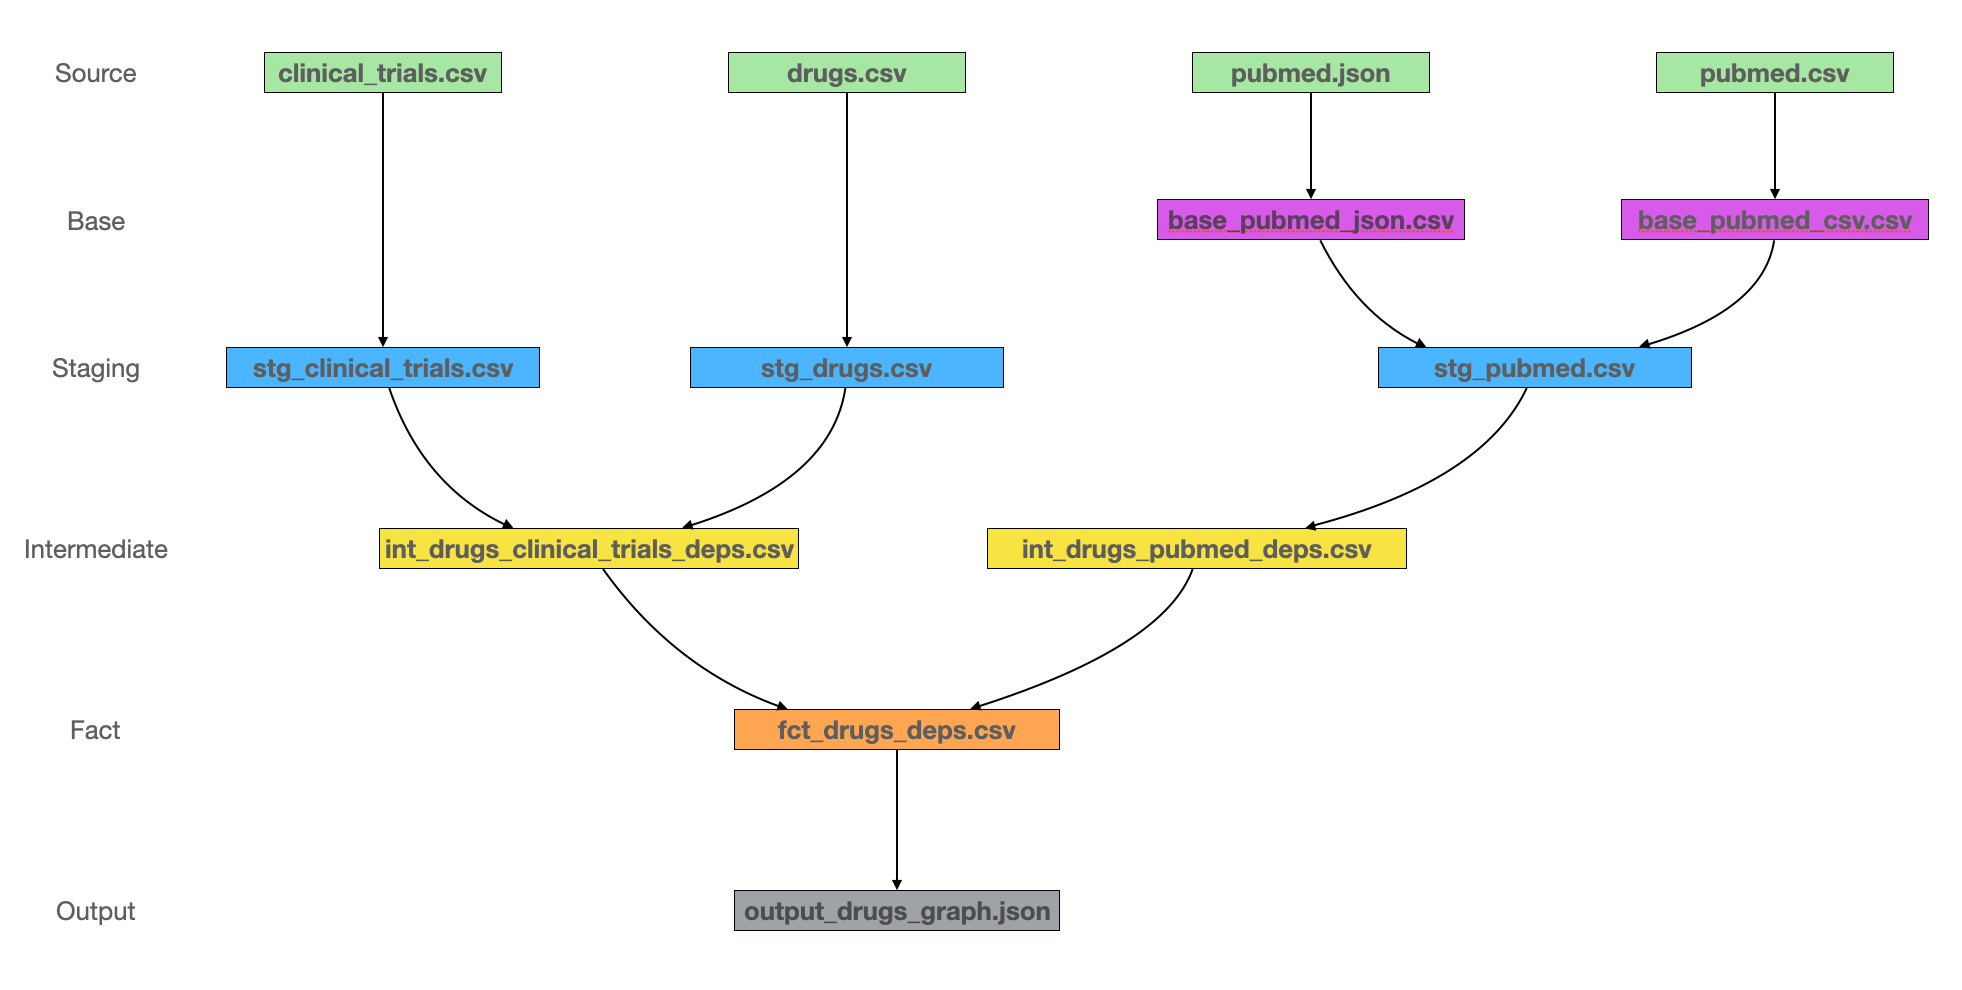 Source
clinical_trials.csv
drugs.csv
pubmed.json
pubmed.csv
Base
base_pubmed_json.csv
base_pubmed_csv.csv
Staging
stg_clinical_trials.csv
stg_drugs.csv
stg_pubmed.csv
Intermediate
int_drugs_clinical_trials_deps.csv
int_drugs_pubmed_deps.csv
Fact
fct_drugs_deps.csv
Output
output_drugs_graph.json